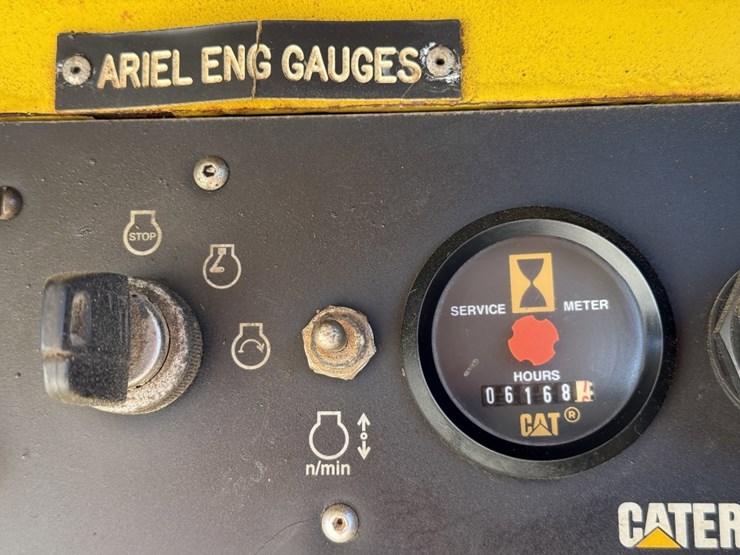 ARIEL ENG GAUGES
STOP
SERVICE METER
HOURS
06168
CAT®
n/min
CATER